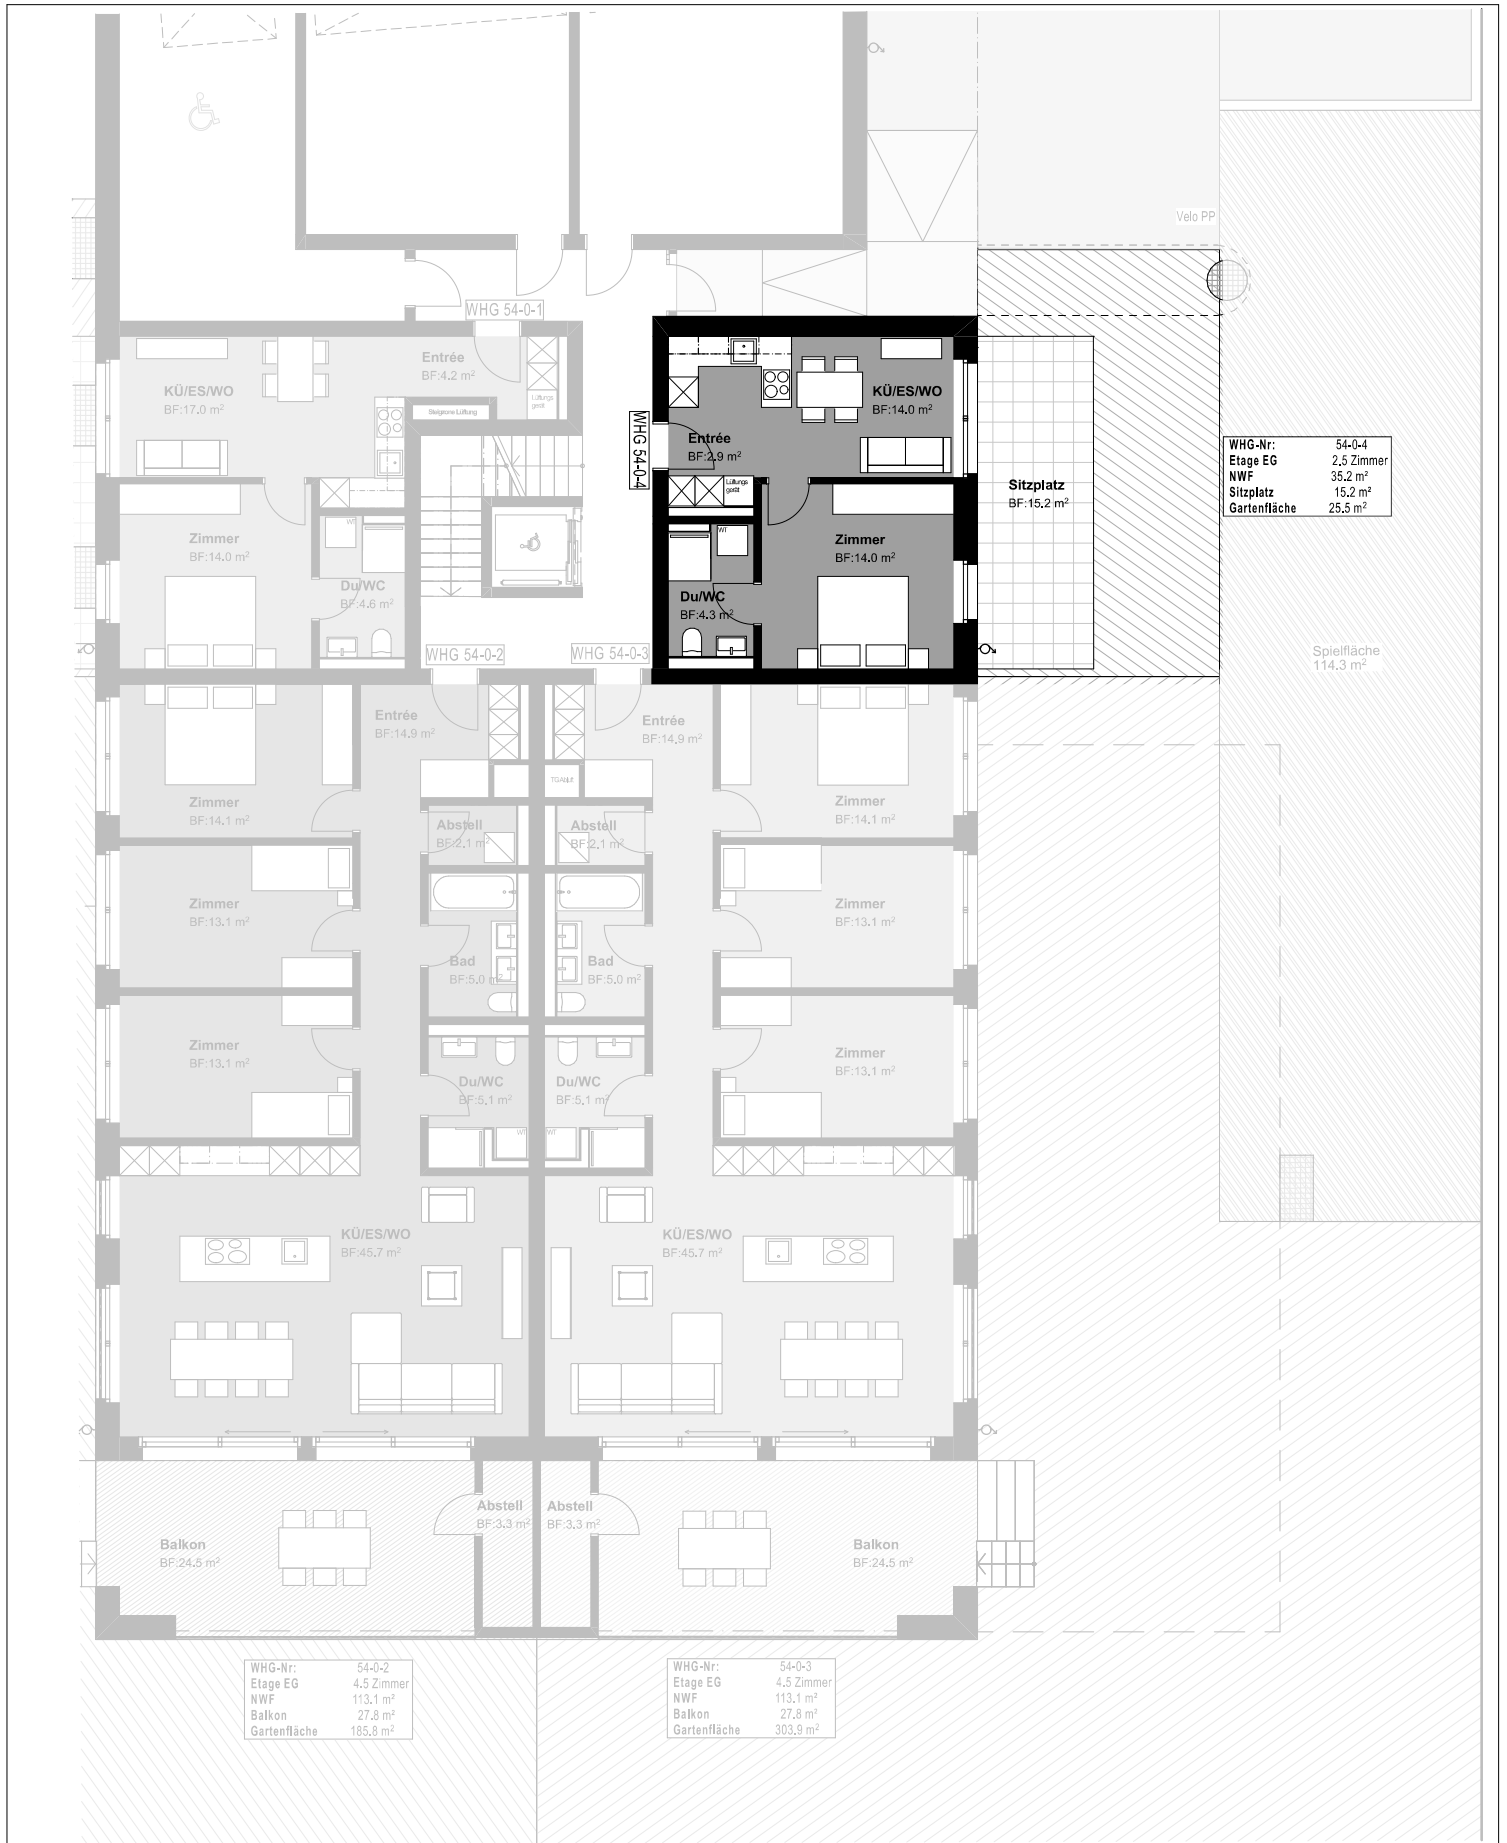 Velo PP
WHG 54-0-1
Entrée
BF:4.2 m²
KÜ/ES/WO
BF:17.0 m²
Steigzone Lüftung
Lüftungs
gerät
WHG 54-0-4
KÜ/ES/WO
BF:14.0 m²
Entrée
BF:2.9 m²
Lüftungs
gerät
WHG-Nr: 54-0-4
Etage EG 2.5 Zimmer
NWF 35.2 m²
Sitzplatz 15.2 m²
Gartenfläche 25.5 m²
Sitzplatz
BF:15.2 m²
Zimmer
BF:14.0 m²
WT
Du/WC
BF:4.6 m²
Zimmer
BF:14.0 m²
WT
Du/WC
BF:4.3 m²
WHG 54-0-2
WHG 54-0-3
Spielfläche
114.3 m²
Entrée
BF:14.9 m²
Entrée
BF:14.9 m²
Zimmer
BF:14.1 m²
Zimmer
BF:14.1 m²
Abstell
BF:2.1 m²
Abstell
BF:2.1 m²
Zimmer
BF:13.1 m²
Zimmer
BF:13.1 m²
Bad
BF:5.0 m²
Bad
BF:5.0 m²
Zimmer
BF:13.1 m²
Zimmer
BF:13.1 m²
Du/WC
BF:5.1 m²
Du/WC
BF:5.1 m²
WT
WT
KÜ/ES/WO
BF:45.7 m²
KÜ/ES/WO
BF:45.7 m²
Abstell
BF:3.3 m²
Abstell
BF:3.3 m²
Balkon
BF:24.5 m²
Balkon
BF:24.5 m²
WHG-Nr: 54-0-2
Etage EG 4.5 Zimmer
NWF 113.1 m²
Balkon 27.8 m²
Gartenfläche 185.8 m²
WHG-Nr: 54-0-3
Etage EG 4.5 Zimmer
NWF 113.1 m²
Balkon 27.8 m²
Gartenfläche 303.9 m²